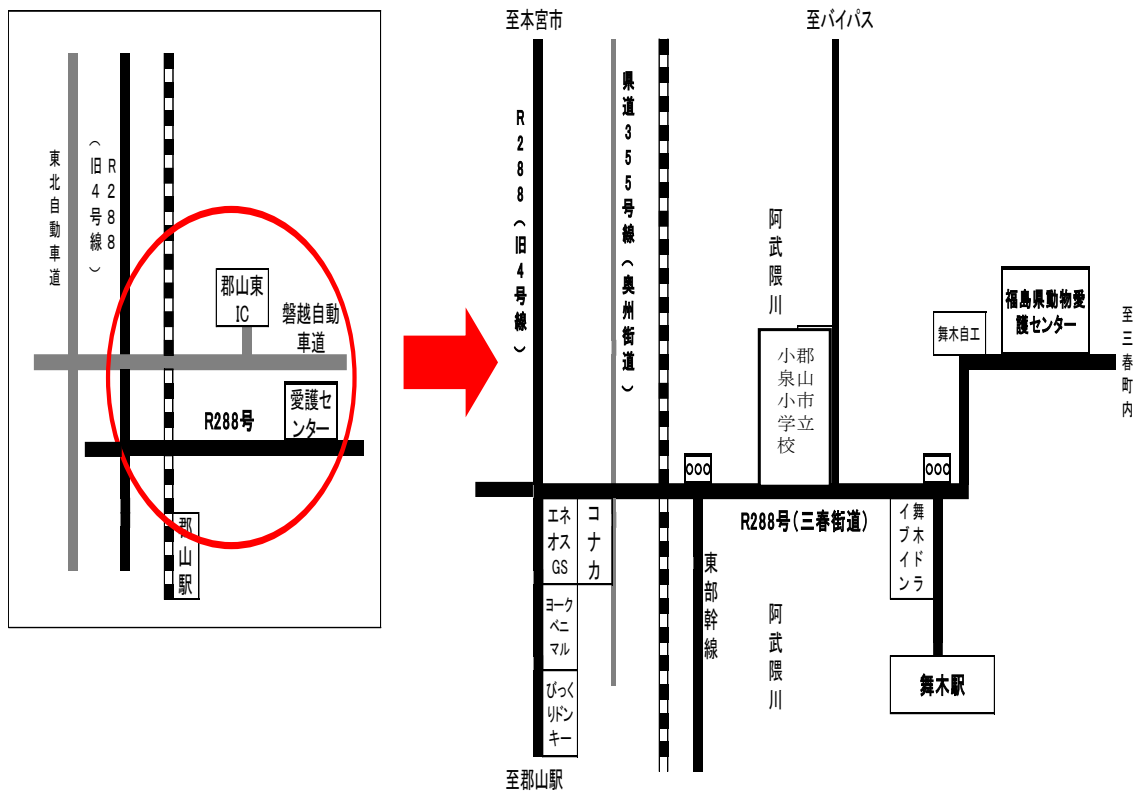 東北自動車道
R288
（旧4号線）
郡山東
IC
磐越自動
車道
R288号
愛護セ
ンター
郡山駅
至本宮市
至バイパス
R288（旧4号線）
県道355号線（奥州街道）
阿武隈川
郡山市立
小泉小学校
舞木自工
福島県動物愛
護センター
至三春町内
ooo
ooo
R288号（三春街道）
エネ
オス
GS
コナカ
ヨーク
ベニ
マル
びっく
りドン
キー
東部幹線
阿武隈川
舞木ドラ
イブイン
舞木駅
至郡山駅